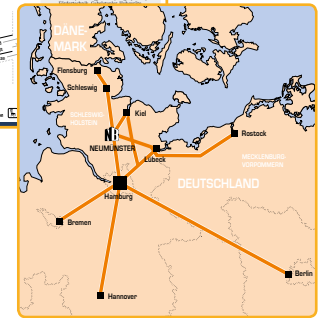 DÄNE-
MARK
Flensburg
Schleswig
SCHLESWIG-
HOLSTEIN
Kiel
NB
NEUMÜNSTER
Lübeck
Rostock
MECKLENBURG-
VORPOMMERN
DEUTSCHLAND
Hamburg
Bremen
Berlin
Hannover